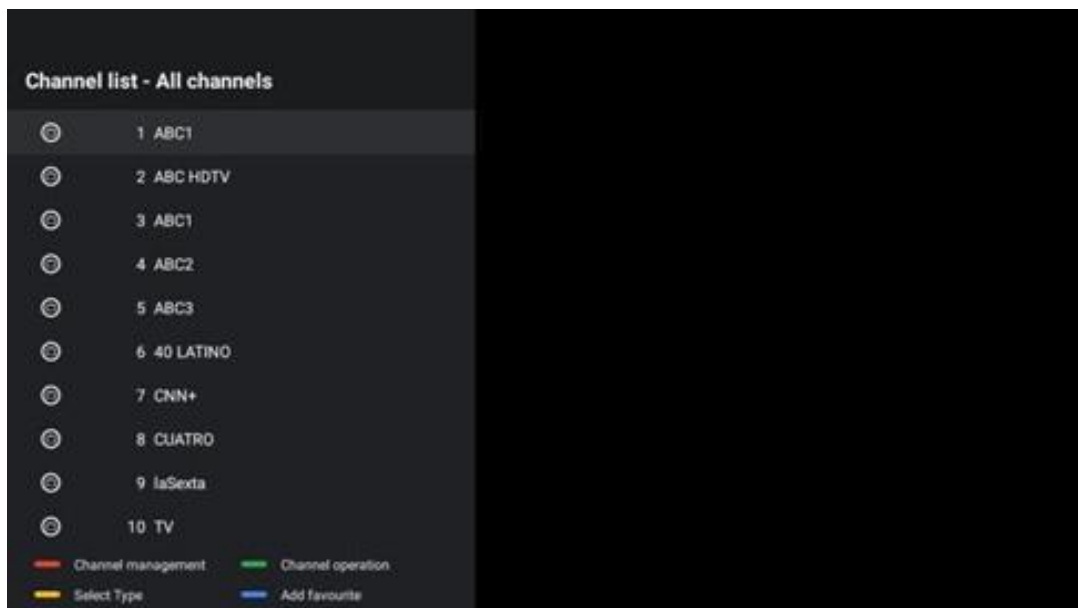 Channel list - All channels
1 ABC1
2 ABC HDTV
3 ABC1
4 ABC2
5 ABC3
6 40 LATINO
7 CNN+
8 CUATRO
9 laSexta
10 TV
Channel management Channel operation
Select Type Add favourite